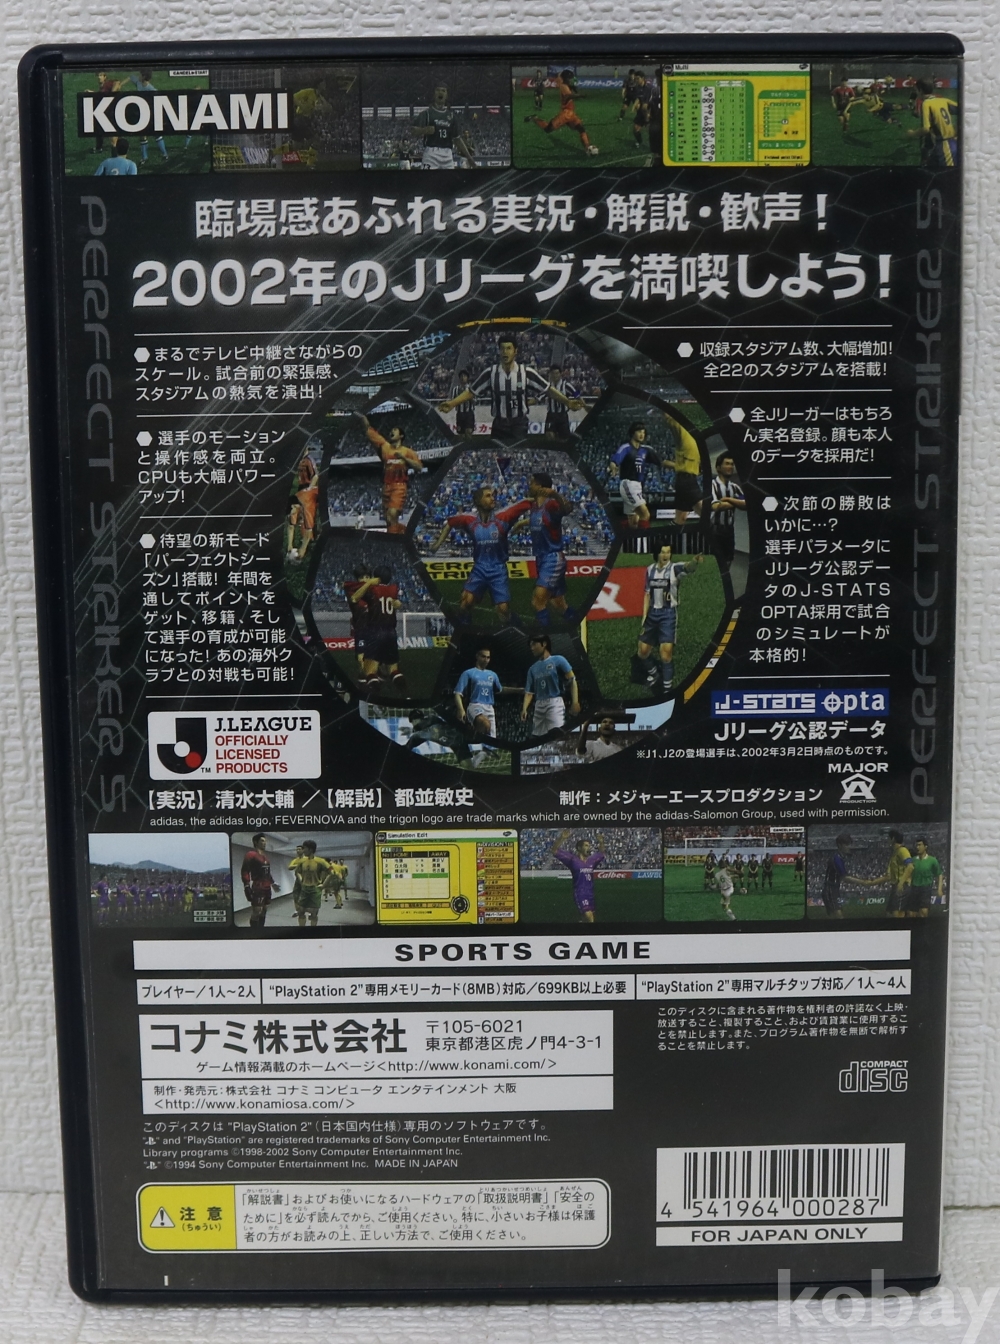 KONAMI
臨場感あふれる実況・解説・歓声!
2002年のJリーグを満喫しよう!
PERFECT STRIKER 5
PERFECT STRIKER 5
●まるでテレビ中継さながらの
スケール。試合前の緊張感、
スタジアムの熱気を演出!
●選手のモーション
と操作感を両立。
CPUも大幅パワー
アップ!
●待望の新モード
「パーフェクトシー
ズン」搭載! 年間を
通してポイントを
ゲット、移籍、そし
て選手の育成が可能
になった! あの海外ク
ラブとの対戦も可能!
●収録スタジアム数、大幅増加!
全22のスタジアムを搭載!
●全Jリーガーはもちろ
ん実名登録。顔も本人
のデータを採用だ!
●次節の勝敗は
いかに…?
選手パラメータに
Jリーグ公認デー
タのJ-STATS
OPTA採用で試合
のシミュレートが
本格的!
J-STATS opta
Jリーグ公認データ
※J1、J2の登場選手は、2002年3月2日時点のものです。
J.LEAGUE
OFFICIALLY
LICENSED
PRODUCTS
TM
MAJOR
A
PRODUCTION
【実況】清水大輔/【解説】都並敏史
制作:メジャーエースプロダクション
adidas, the adidas logo, FEVERNOVA and the trigon logo are trade marks which are owned by the adidas-Salomon Group, used with permission.
Simulation Edit
SPORTS GAME
プレイヤー/1人~2人
"PlayStation 2"専用メモリーカード(8MB)対応/699KB以上必要
"PlayStation 2"専用マルチタップ対応/1人~4人
コナミ株式会社
〒105-6021
東京都港区虎ノ門4-3-1
ゲーム情報満載のホームページ<http://www.konami.com/>
制作・発売元:株式会社 コナミ コンピュータ エンタテインメント 大阪
<http://www.konamiosa.com/>
このディスクに含まれる著作物を権利者の許諾なく上映・
放送すること、複製すること、および賃貸業に使用するこ
とを禁止します。また、プログラム著作物を無断で解析す
ることを禁止します。
COMPACT
disc
このディスクは "PlayStation 2"(日本国内仕様)専用のソフトウェアです。
" " and "PlayStation" are registered trademarks of Sony Computer Entertainment Inc.
Library programs ©1998-2002 Sony Computer Entertainment Inc.
" " ©1994 Sony Computer Entertainment Inc. MADE IN JAPAN
注意
(ちゅうい)
「解説書」およびお使いになるハードウェアの「取扱説明書」「安全の
ために」を必ず読んでから、ご使用ください。特に、小さいお子様は保護
者の方がお読みの上、正しい方法で、ご使用ください。
4 541964 000287
FOR JAPAN ONLY
kobay